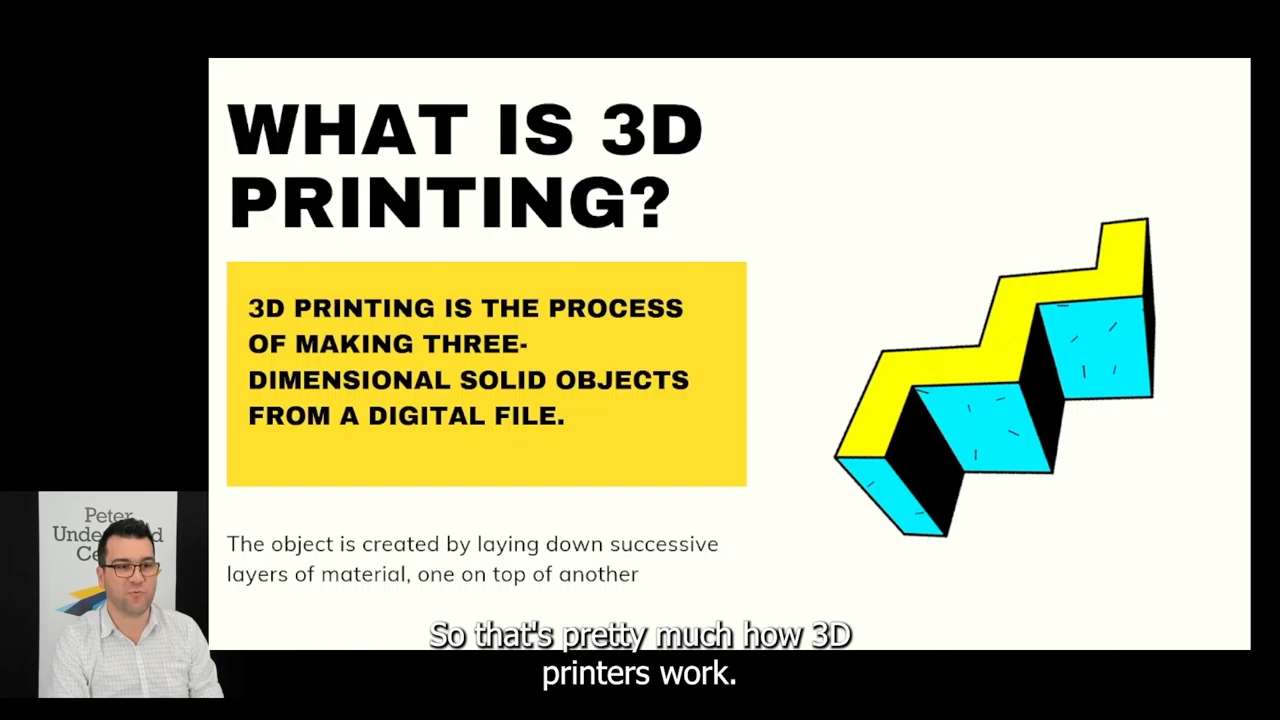 WHAT IS 3D
PRINTING?
3D PRINTING IS THE PROCESS
OF MAKING THREE-
DIMENSIONAL SOLID OBJECTS
FROM A DIGITAL FILE.
The object is created by laying down successive
layers of material, one on top of another
Peter
So that's pretty much how 3D
printers work.